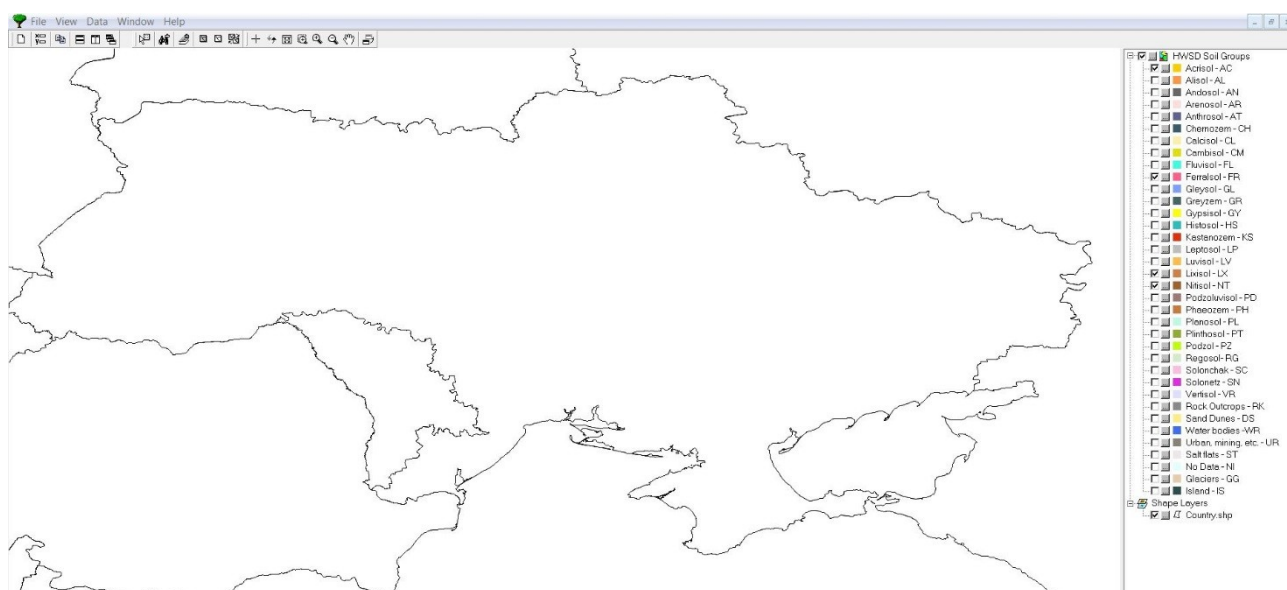 File View Data Window Help
HWSD Soil Groups
Acrisol - AC
Alisol - AL
Andosol - AN
Arenosol - AR
Anthrosol - AT
Chernozem - CH
Calcisol - CL
Cambisol - CM
Fluvisol - FL
Ferralsol - FR
Gleysol - GL
Greyzem - GR
Gypsisol - GY
Histosol - HS
Kastanozem - KS
Leptosol - LP
Luvisol - LV
Lixisol - LX
Nitisol - NT
Podzoluvisol - PD
Phaeozem - PH
Planosol - PL
Plinthosol - PT
Podzol - PZ
Regosol - RG
Solonchak - SC
Solonetz - SN
Vertisol - VR
Rock Outcrops - RK
Sand Dunes - DS
Water bodies - WR
Urban, mining, etc. - UR
Salt flats - ST
No Data - NI
Glaciers - GG
Island - IS
Shape Layers
Country.shp